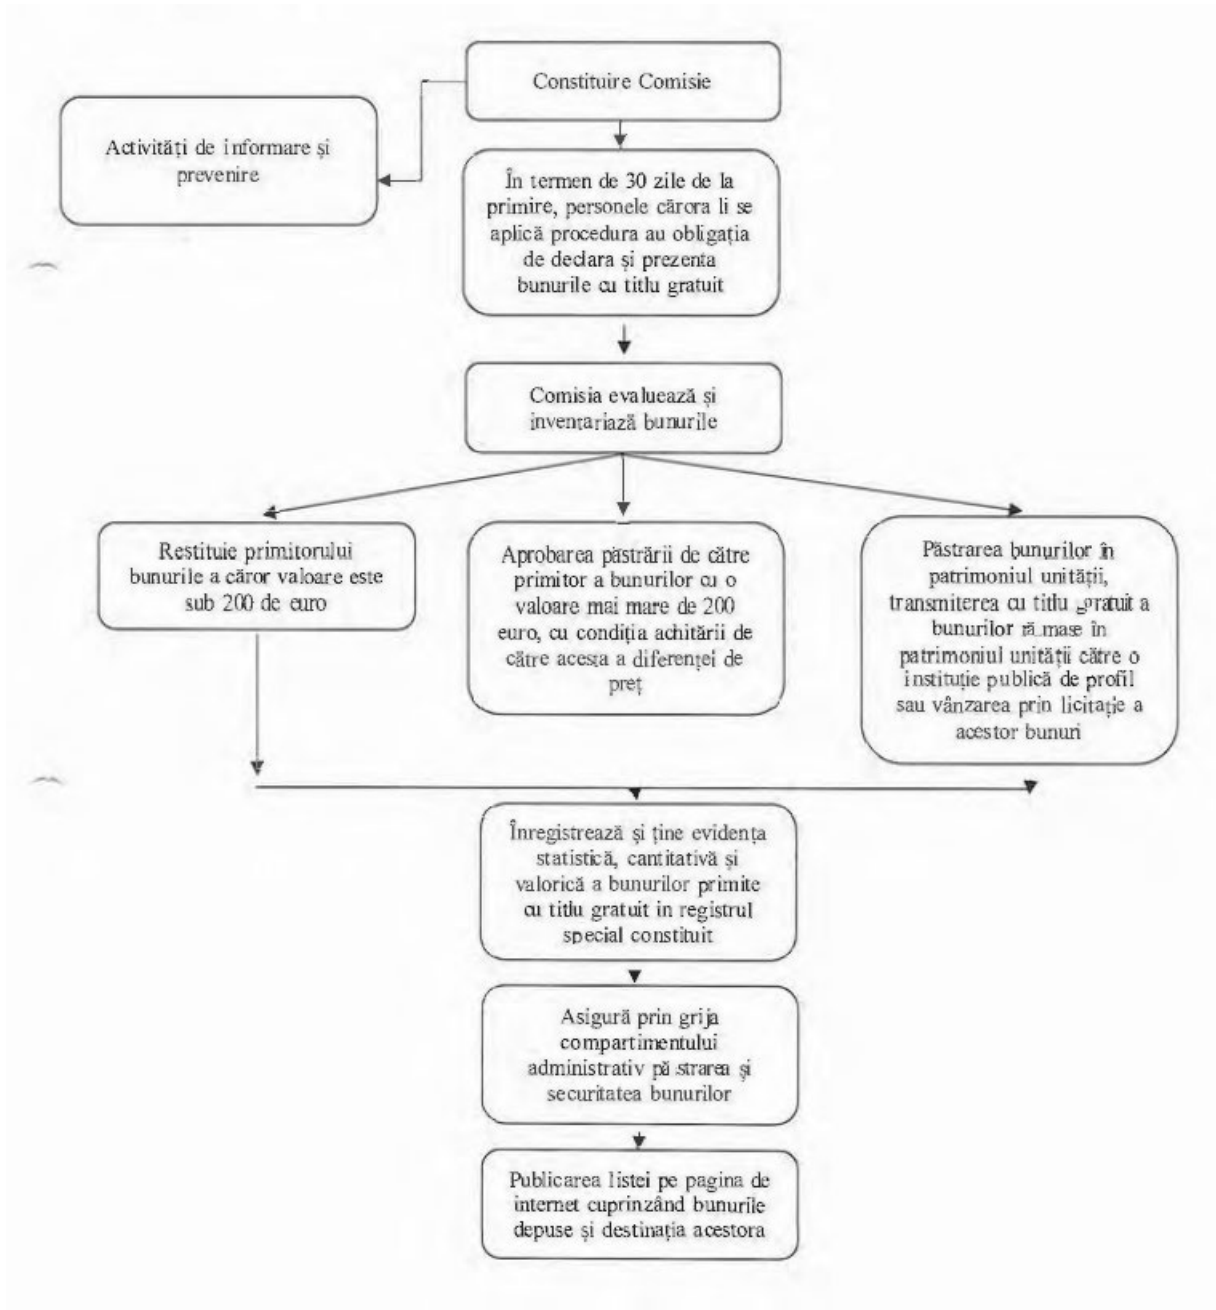 Constituire Comisie
Activități de informare și
prevenire
În termen de 30 zile de la
primire, personele cărora li se
aplică procedura au obligația
de declara și prezenta
bunurile cu titlu gratuit
Comisia evaluează și
inventariază bunurile
Restituie primitorului
bunurile a căror valoare este
sub 200 de euro
Aprobarea păstrării de către
primitor a bunurilor cu o
valoare mai mare de 200
euro, cu condiția achitării de
către acesta a diferenței de
preț
Păstrarea bunurilor în
patrimoniul unității,
transmiterea cu titlu gratuit a
bunurilor rămase în
patrimoniul unității către o
instituție publică de profil
sau vânzarea prin licitație a
acestor bunuri
Înregistrează și ține evidența
statistică, cantitativă și
valorică a bunurilor primite
cu titlu gratuit in registrul
special constituit
Asigură prin grija
compartimentului
administrativ păstrarea și
securitatea bunurilor
Publicarea listei pe pagina de
internet cuprinzând bunurile
depuse și destinația acestora